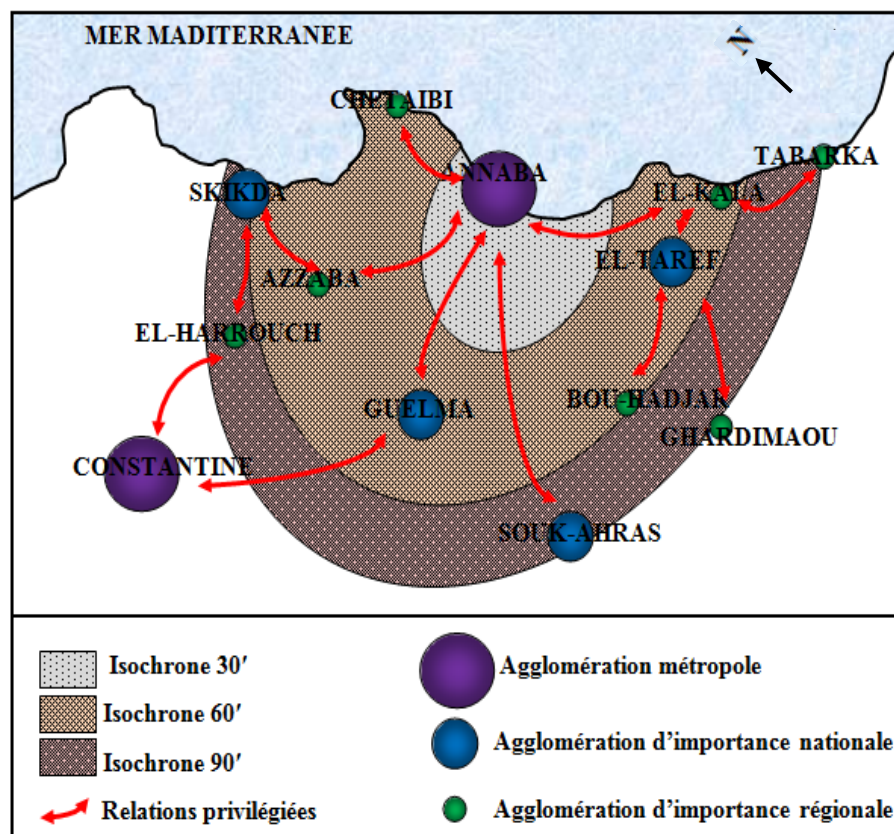 MER MADITERRANEE
N
CHETAIBI
ANNABA
TABARKA
SKIKDA
EL-KALA
EL TAREF
AZZABA
EL-HARROUCH
GUELMA
BOU-HADJAR
GHARDIMAOU
CONSTANTINE
SOUK-AHRAS
Isochrone 30'
Agglomération métropole
Isochrone 60'
Agglomération d'importance nationale
Isochrone 90'
Relations privilégiées
Agglomération d'importance régionale